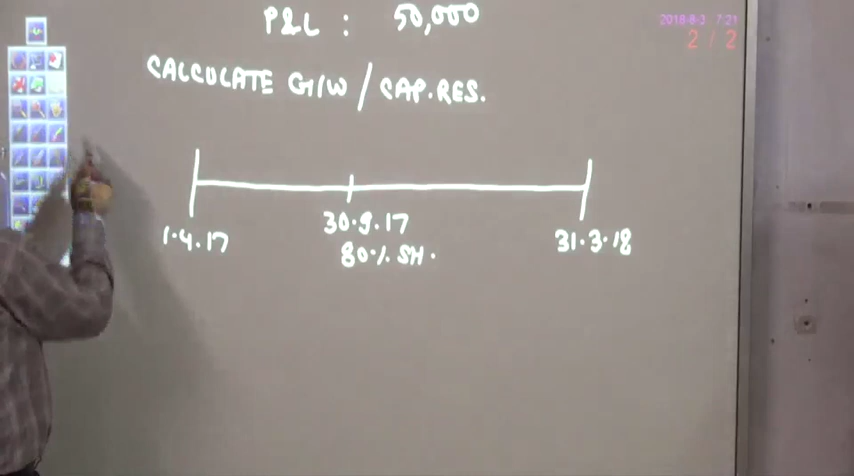 P&L : 50,000
2018-8-3 7:21
2 / 2
CALCULATE G/W / CAP.RES.
1.4.17
30.9.17
80% SH.
31.3.18